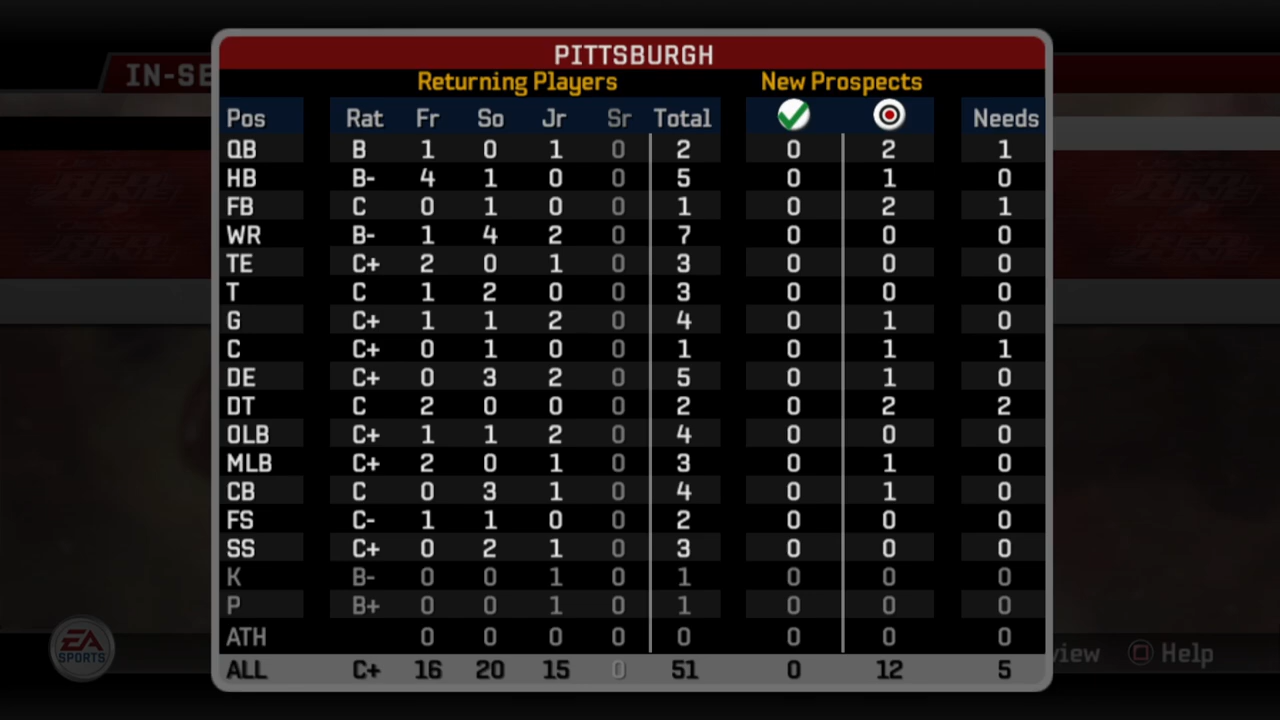 PITTSBURGH
IN-SE
Returning Players New Prospects
Pos Rat Fr So Jr Sr Total Needs
QB B 1 0 1 0 2 0 2 1
HB B- 4 1 0 0 5 0 1 0
FB C 0 1 0 0 1 0 2 1
WR B- 1 4 2 0 7 0 0 0
TE C+ 2 0 1 0 3 0 0 0
T C 1 2 0 0 3 0 0 0
G C+ 1 1 2 0 4 0 1 0
C C+ 0 1 0 0 1 0 1 1
DE C+ 0 3 2 0 5 0 1 0
DT C 2 0 0 0 2 0 2 2
OLB C+ 1 1 2 0 4 0 0 0
MLB C+ 2 0 1 0 3 0 1 0
CB C 0 3 1 0 4 0 1 0
FS C- 1 1 0 0 2 0 0 0
SS C+ 0 2 1 0 3 0 0 0
K B- 0 0 1 0 1 0 0 0
P B+ 0 0 1 0 1 0 0 0
ATH 0 0 0 0 0 0 0 0
ALL C+ 16 20 15 0 51 0 12 5
EA
SPORTS
view Help